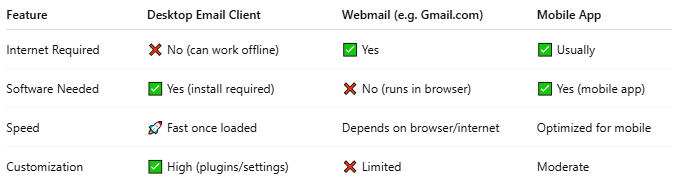 Feature Desktop Email Client Webmail (e.g. Gmail.com) Mobile App
Internet Required ❌ No (can work offline) ✅ Yes ✅ Usually
Software Needed ✅ Yes (install required) ❌ No (runs in browser) ✅ Yes (mobile app)
Speed 🚀 Fast once loaded Depends on browser/internet Optimized for mobile
Customization ✅ High (plugins/settings) ❌ Limited Moderate